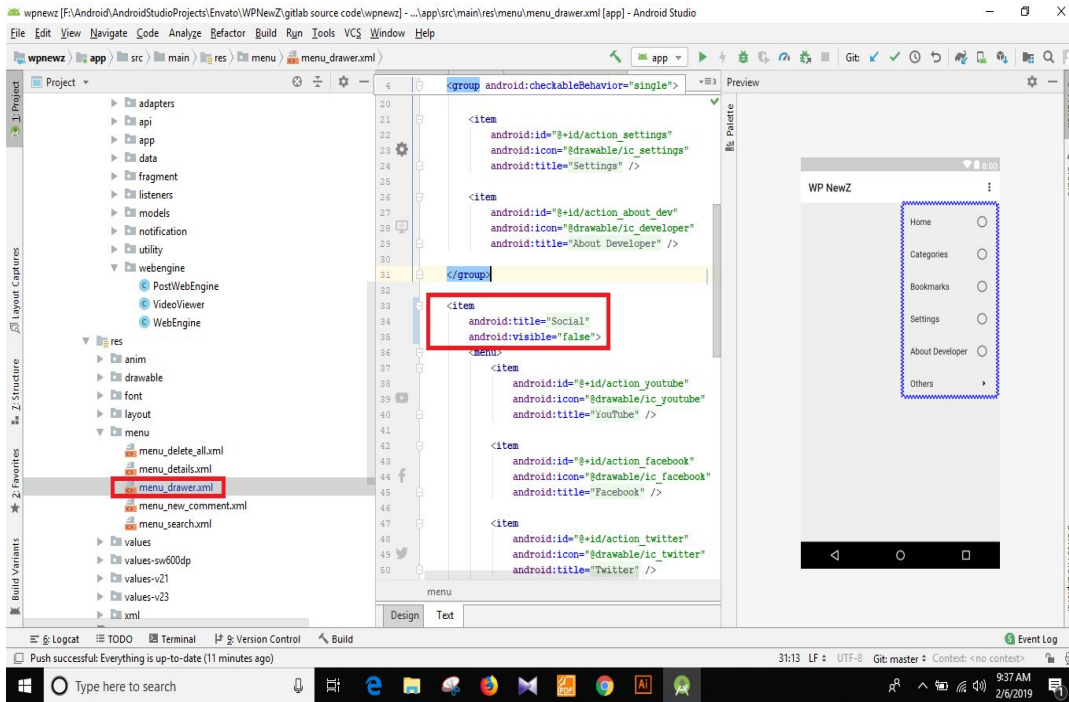 wpnewz [F:\Android\AndroidStudioProjects\Envato\WPNewZ\gitlab source code\wpnewz] - ...\app\src\main\res\menu\menu_drawer.xml [app] - Android Studio
File Edit View Navigate Code Analyze Refactor Build Run Tools VCS Window Help
wpnewz app src main res menu menu_drawer.xml
app
Git:
1: Project
Layout Captures
Z: Structure
2: Favorites
Build Variants
Project
adapters
api
app
data
fragment
listeners
models
notification
utility
webengine
PostWebEngine
VideoViewer
WebEngine
res
anim
drawable
font
layout
menu
menu_delete_all.xml
menu_details.xml
menu_drawer.xml
menu_new_comment.xml
menu_search.xml
values
values-sw600dp
values-v21
values-v23
xml
4 <group android:checkableBehavior="single">
20
21 <item
22 android:id="@+id/action_settings"
23 android:icon="@drawable/ic_settings"
24 android:title="Settings" />
25
26 <item
27 android:id="@+id/action_about_dev"
28 android:icon="@drawable/ic_developer"
29 android:title="About Developer" />
30
31 </group>
32
33 <item
34 android:title="Social"
35 android:visible="false">
36 <menu>
37 <item
38 android:id="@+id/action_youtube"
39 android:icon="@drawable/ic_youtube"
40 android:title="YouTube" />
41
42 <item
43 android:id="@+id/action_facebook"
44 android:icon="@drawable/ic_facebook"
45 android:title="Facebook" />
46
47 <item
48 android:id="@+id/action_twitter"
49 android:icon="@drawable/ic_twitter"
50 android:title="Twitter" />
menu
Design Text
Preview
Palette
8:00
WP NewZ
Home
Categories
Bookmarks
Settings
About Developer
Others
6: Logcat TODO Terminal 9: Version Control Build
Event Log
Push successful: Everything is up-to-date (11 minutes ago)
31:13 LF UTF-8 Git: master Context: <no context>
Type here to search
9:37 AM
2/6/2019